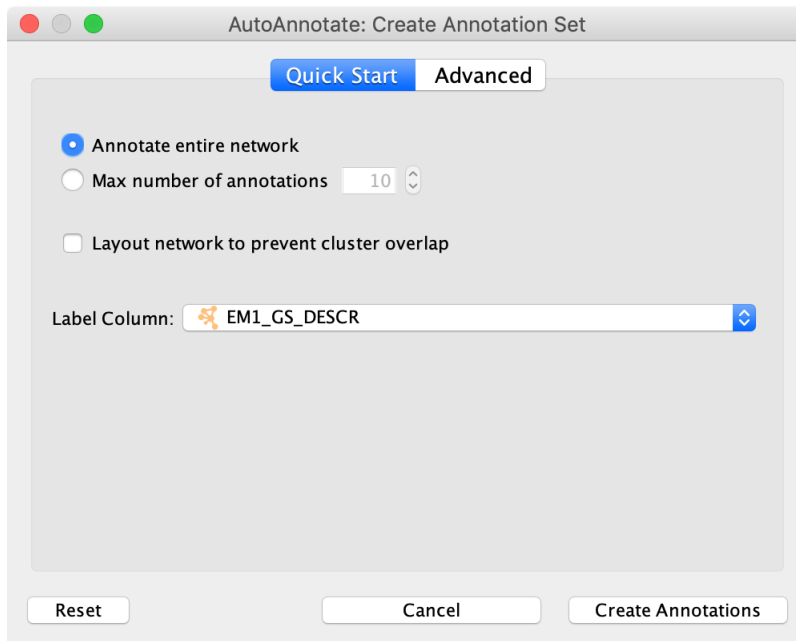 AutoAnnotate: Create Annotation Set
Quick Start Advanced
Annotate entire network
Max number of annotations 10
Layout network to prevent cluster overlap
Label Column: EM1_GS_DESCR
Reset Cancel Create Annotations